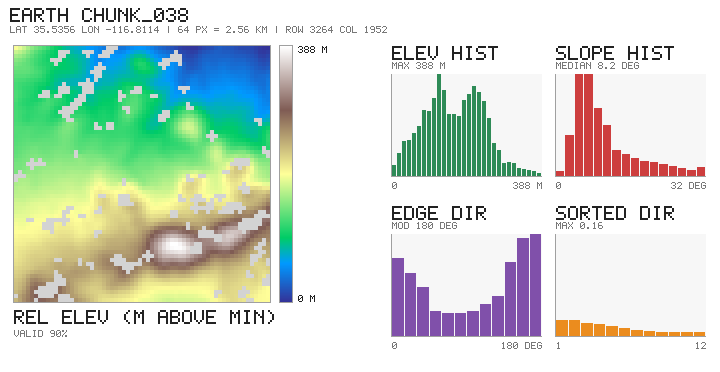 EARTH CHUNK_038
LAT 35.5356 LON -116.8114 | 64 PX = 2.56 KM | ROW 3264 COL 1952
388 M
0 M
REL ELEV (M ABOVE MIN)
VALID 90%
ELEV HIST
MAX 388 M
0 388 M
SLOPE HIST
MEDIAN 8.2 DEG
0 32 DEG
EDGE DIR
MOD 180 DEG
0 180 DEG
SORTED DIR
MAX 0.16
1 12